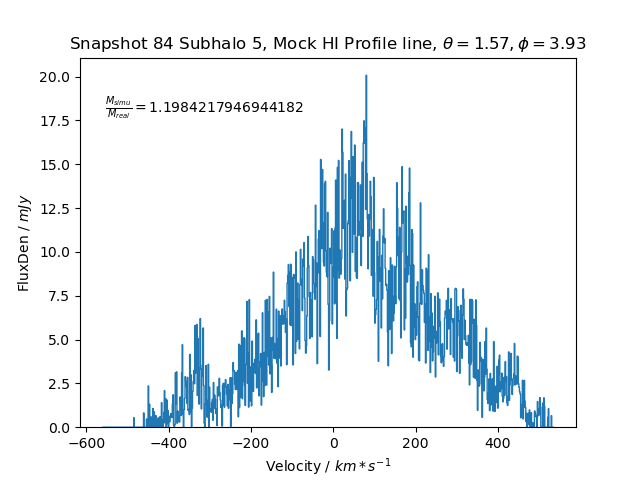 Snapshot 84 Subhalo 5, Mock HI Profile line, θ = 1.57, ϕ = 3.93
M_simu/M_real = 1.1984217946944182
FluxDen / mJy
20.0
17.5
15.0
12.5
10.0
7.5
5.0
2.5
0.0
−600 −400 −200 0 200 400
Velocity / km * s⁻¹